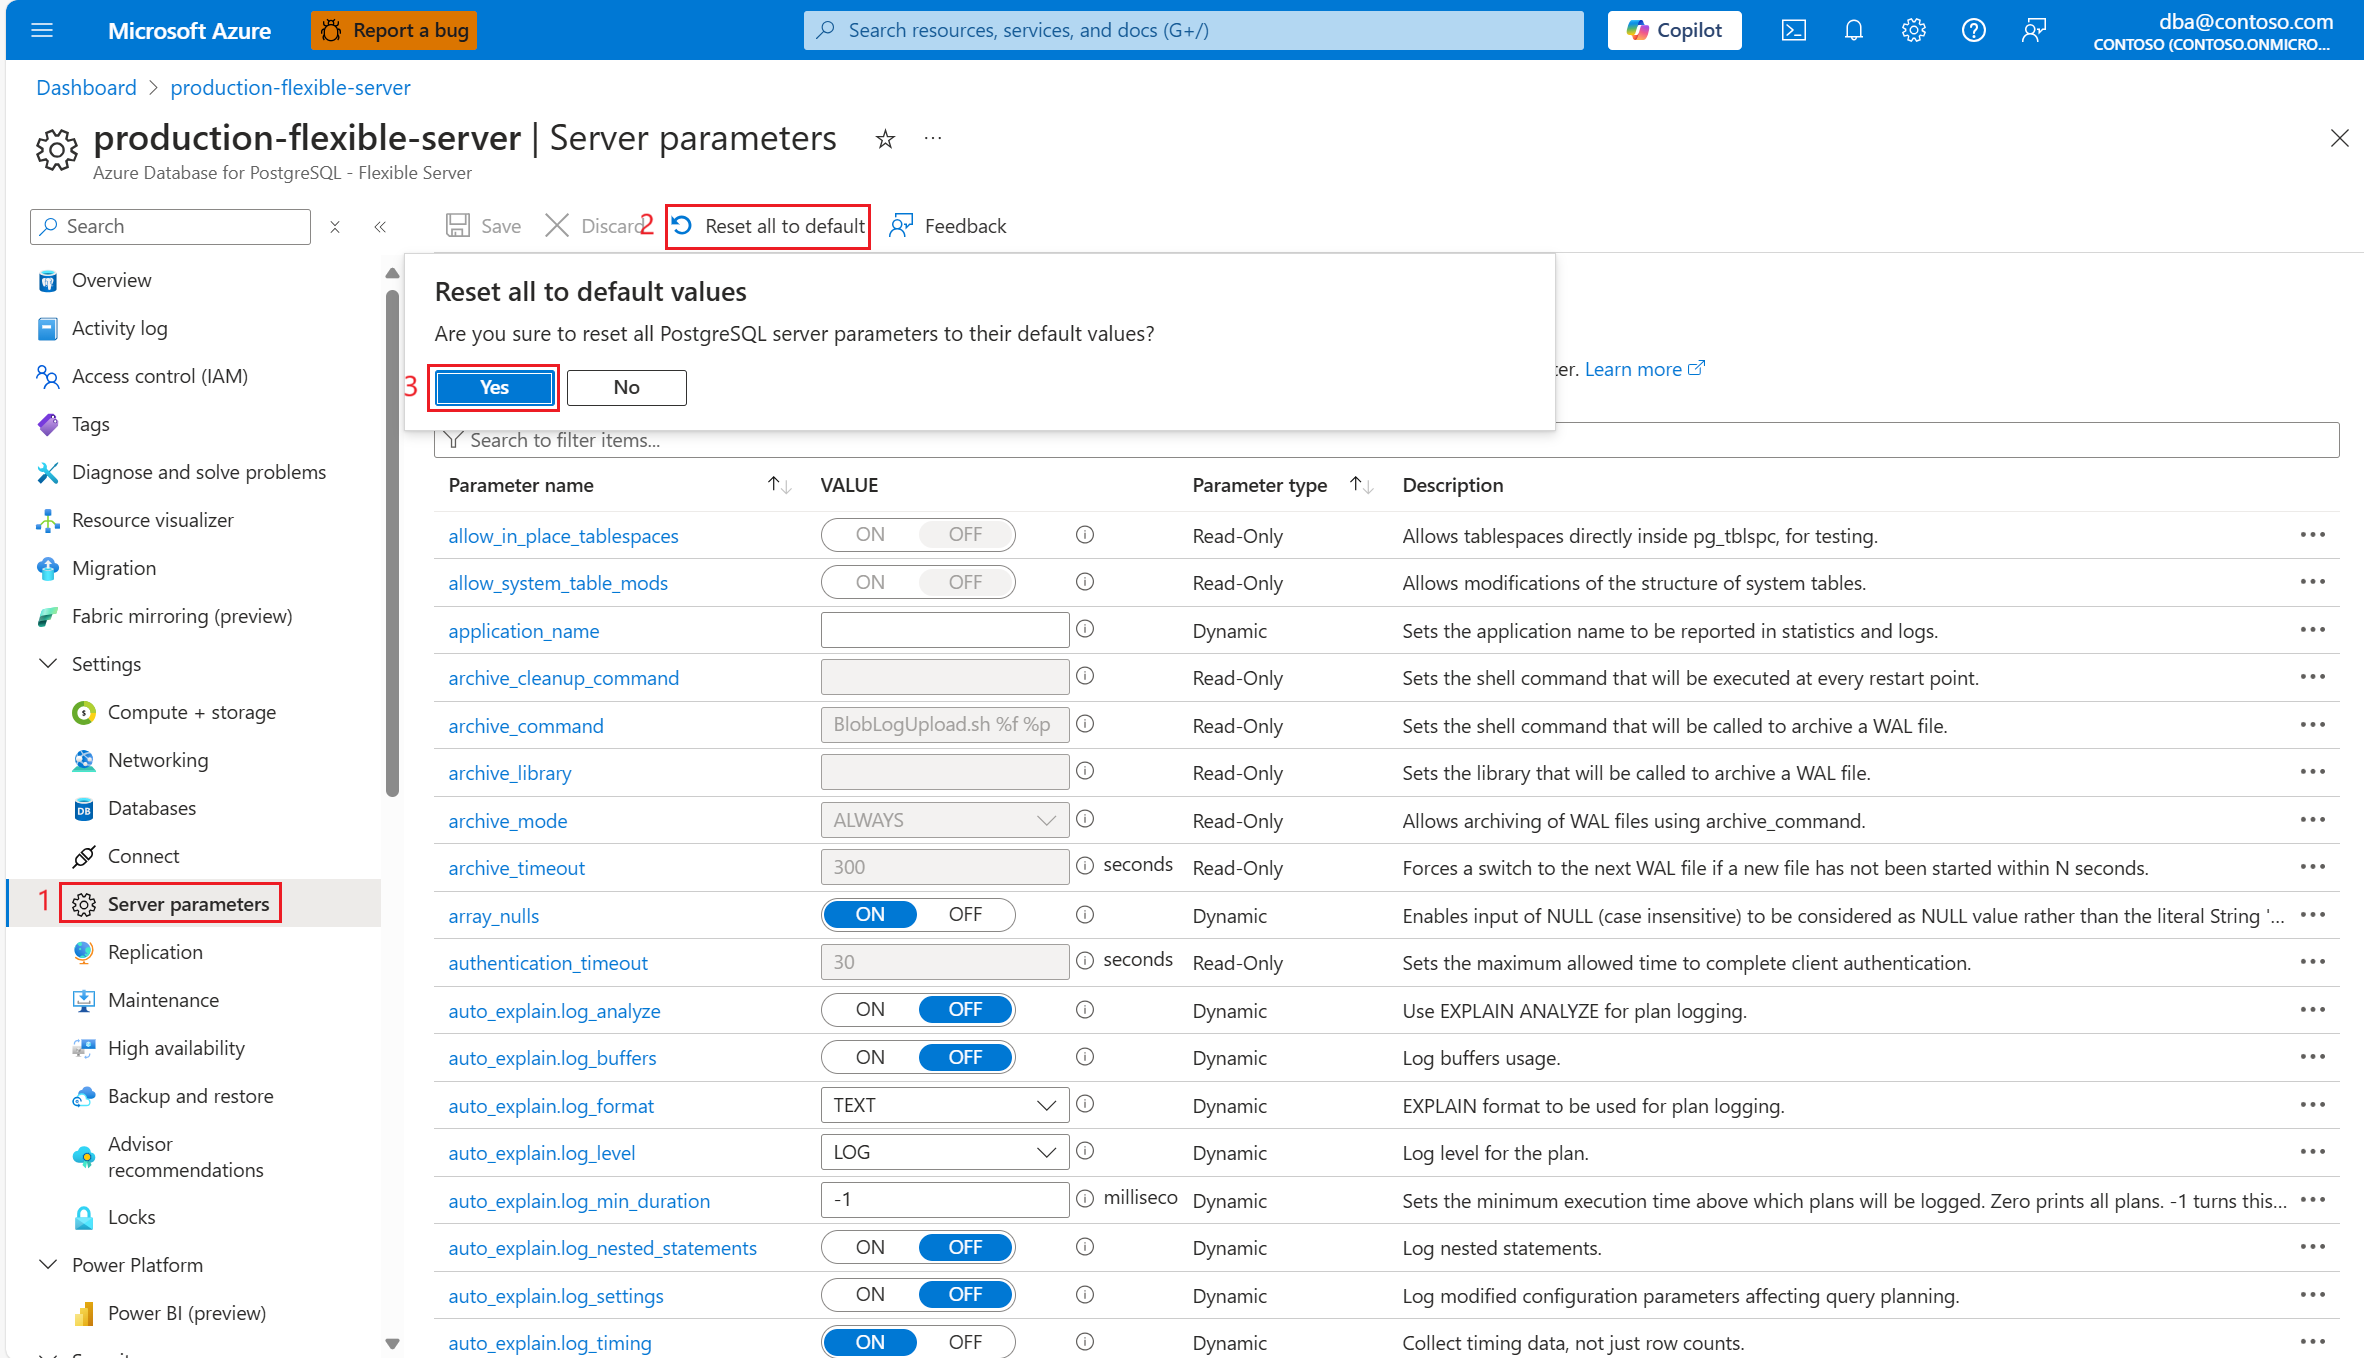 Microsoft Azure
Report a bug
Search resources, services, and docs (G+/)
Copilot
dba@contoso.com
CONTOSO (CONTOSO.ONMICRO...
Dashboard > production-flexible-server
production-flexible-server | Server parameters
Azure Database for PostgreSQL - Flexible Server
Search
Save
Discard
2
Reset all to default
Feedback
Overview
Activity log
Access control (IAM)
Tags
Diagnose and solve problems
Resource visualizer
Migration
Fabric mirroring (preview)
Settings
Compute + storage
Networking
Databases
Connect
1
Server parameters
Replication
Maintenance
High availability
Backup and restore
Advisor
recommendations
Locks
Power Platform
Power BI (preview)
Reset all to default values
Are you sure to reset all PostgreSQL server parameters to their default values?
3
Yes
No
ter. Learn more
Search to filter items...
Parameter name VALUE Parameter type Description
allow_in_place_tablespaces ON OFF Read-Only Allows tablespaces directly inside pg_tblspc, for testing.
allow_system_table_mods ON OFF Read-Only Allows modifications of the structure of system tables.
application_name Dynamic Sets the application name to be reported in statistics and logs.
archive_cleanup_command Read-Only Sets the shell command that will be executed at every restart point.
archive_command BlobLogUpload.sh %f %p Read-Only Sets the shell command that will be called to archive a WAL file.
archive_library Read-Only Sets the library that will be called to archive a WAL file.
archive_mode ALWAYS Read-Only Allows archiving of WAL files using archive_command.
archive_timeout 300 seconds Read-Only Forces a switch to the next WAL file if a new file has not been started within N seconds.
array_nulls ON OFF Dynamic Enables input of NULL (case insensitive) to be considered as NULL value rather than the literal String '...
authentication_timeout 30 seconds Read-Only Sets the maximum allowed time to complete client authentication.
auto_explain.log_analyze ON OFF Dynamic Use EXPLAIN ANALYZE for plan logging.
auto_explain.log_buffers ON OFF Dynamic Log buffers usage.
auto_explain.log_format TEXT Dynamic EXPLAIN format to be used for plan logging.
auto_explain.log_level LOG Dynamic Log level for the plan.
auto_explain.log_min_duration -1 milliseco Dynamic Sets the minimum execution time above which plans will be logged. Zero prints all plans. -1 turns this...
auto_explain.log_nested_statements ON OFF Dynamic Log nested statements.
auto_explain.log_settings ON OFF Dynamic Log modified configuration parameters affecting query planning.
auto_explain.log_timing ON OFF Dynamic Collect timing data, not just row counts.